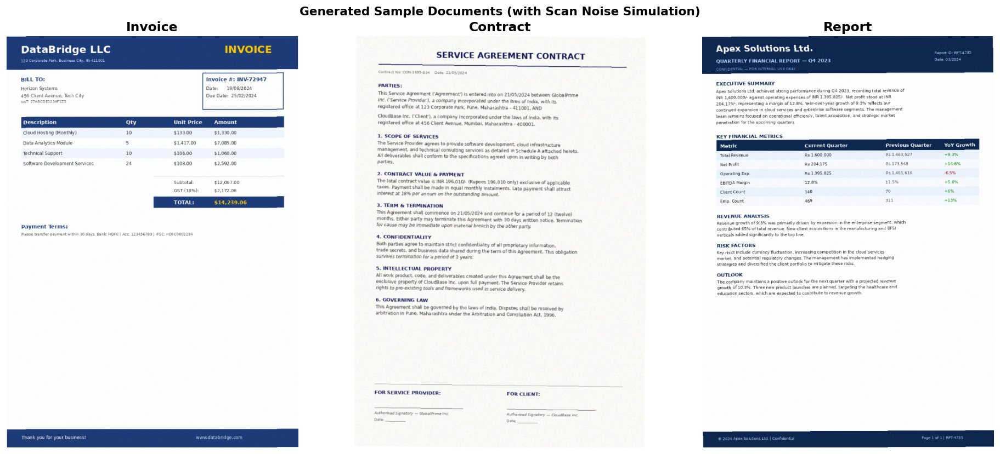 Generated Sample Documents (with Scan Noise Simulation)
Invoice
DataBridge LLC INVOICE
123 Corporate Park, Business City, IN-411001
BILL TO:
Horizon Systems
456 Client Avenue, Tech City
GST: 27ABCDE1234F1Z5
Invoice #: INV-72947
Date: 19/08/2024
Due Date: 25/02/2024
Description Qty Unit Price Amount
Cloud Hosting (Monthly) 10 $133.00 $1,330.00
Data Analytics Module 5 $1,417.00 $7,085.00
Technical Support 10 $106.00 $1,060.00
Software Development Services 24 $108.00 $2,592.00
Subtotal: $12,067.00
GST (18%): $2,172.06
TOTAL: $14,239.06
Payment Terms:
Please transfer payment within 30 days. Bank: HDFC | Acc: 123456789 | IFSC: HDFC0001234
Thank you for your business! www.databridge.com
Contract
SERVICE AGREEMENT CONTRACT
Contract No: CON-1695-834 Date: 21/05/2024
PARTIES:
This Service Agreement ('Agreement') is entered into on 21/05/2024 between GlobalPrime
Inc. ('Service Provider'), a company incorporated under the laws of India, with its
registered office at 123 Corporate Park, Pune, Maharashtra - 411001, AND
CloudBase Inc. ('Client'), a company incorporated under the laws of India, with its
registered office at 456 Client Avenue, Mumbai, Maharashtra - 400001.
1. SCOPE OF SERVICES
The Service Provider agrees to provide software development, cloud infrastructure
management, and technical consulting services as detailed in Schedule A attached hereto.
All deliverables shall conform to the specifications agreed upon in writing by both
parties.
2. CONTRACT VALUE & PAYMENT
The total contract value is INR 196,010/- (Rupees 196,010 only) exclusive of applicable
taxes. Payment shall be made in equal monthly instalments. Late payment shall attract
interest at 18% per annum on the outstanding amount.
3. TERM & TERMINATION
This Agreement shall commence on 21/05/2024 and continue for a period of 12 (twelve)
months. Either party may terminate this Agreement with 30 days written notice. Termination
for cause may be immediate upon material breach by the other party.
4. CONFIDENTIALITY
Both parties agree to maintain strict confidentiality of all proprietary information,
trade secrets, and business data shared during the term of this Agreement. This obligation
survives termination for a period of 3 years.
5. INTELLECTUAL PROPERTY
All work product, code, and deliverables created under this Agreement shall be the
exclusive property of CloudBase Inc. upon full payment. The Service Provider retains
rights to pre-existing tools and frameworks used in service delivery.
6. GOVERNING LAW
This Agreement shall be governed by the laws of India. Disputes shall be resolved by
arbitration in Pune, Maharashtra under the Arbitration and Conciliation Act, 1996.
FOR SERVICE PROVIDER:
Authorised Signatory — GlobalPrime Inc.
Date: ___________
FOR CLIENT:
Authorised Signatory — CloudBase Inc.
Date: ___________
Report
Apex Solutions Ltd.
QUARTERLY FINANCIAL REPORT — Q4 2023
CONFIDENTIAL — FOR INTERNAL USE ONLY
Report ID: RPT-4735
Date: 03/2024
EXECUTIVE SUMMARY
Apex Solutions Ltd. achieved strong performance during Q4 2023, recording total revenue of
INR 1,600,000/- against operating expenses of INR 1,395,825/-. Net profit stood at INR
204,175/-, representing a margin of 12.8%. Year-over-year growth of 9.3% reflects our
continued expansion in cloud services and enterprise software segments. The management
team remains focused on operational efficiency, talent acquisition, and strategic market
penetration for the upcoming quarters.
KEY FINANCIAL METRICS
Metric Current Quarter Previous Quarter YoY Growth
Total Revenue Rs.1,600,000 Rs.1,463,527 +9.3%
Net Profit Rs.204,175 Rs.173,548 +14.6%
Operating Exp. Rs.1,395,825 Rs.1,465,616 -6.5%
EBITDA Margin 12.8% 11.5% +5.0%
Client Count 140 70 +6%
Emp. Count 469 311 +13%
REVENUE ANALYSIS
Revenue growth of 9.3% was primarily driven by expansion in the enterprise segment, which
contributed 65% of total revenue. New client acquisitions in the manufacturing and BFSI
verticals added significantly to the top line.
RISK FACTORS
Key risks include currency fluctuation, increasing competition in the cloud services
market, and potential regulatory changes. The management has implemented hedging
strategies and diversified the client portfolio to mitigate these risks.
OUTLOOK
The company maintains a positive outlook for the next quarter with a projected revenue
growth of 10.3%. Three new product launches are planned, targeting the healthcare and
education sectors, which are expected to contribute to revenue growth.
© 2024 Apex Solutions Ltd. | Confidential Page 1 of 1 | RPT-4735